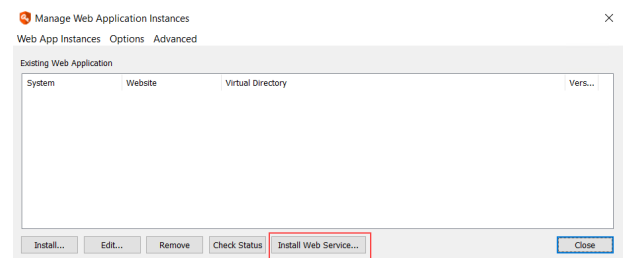 Manage Web Application Instances
Web App Instances Options Advanced
Existing Web Application
System Website Virtual Directory Vers...
Install... Edit... Remove Check Status Install Web Service... Close